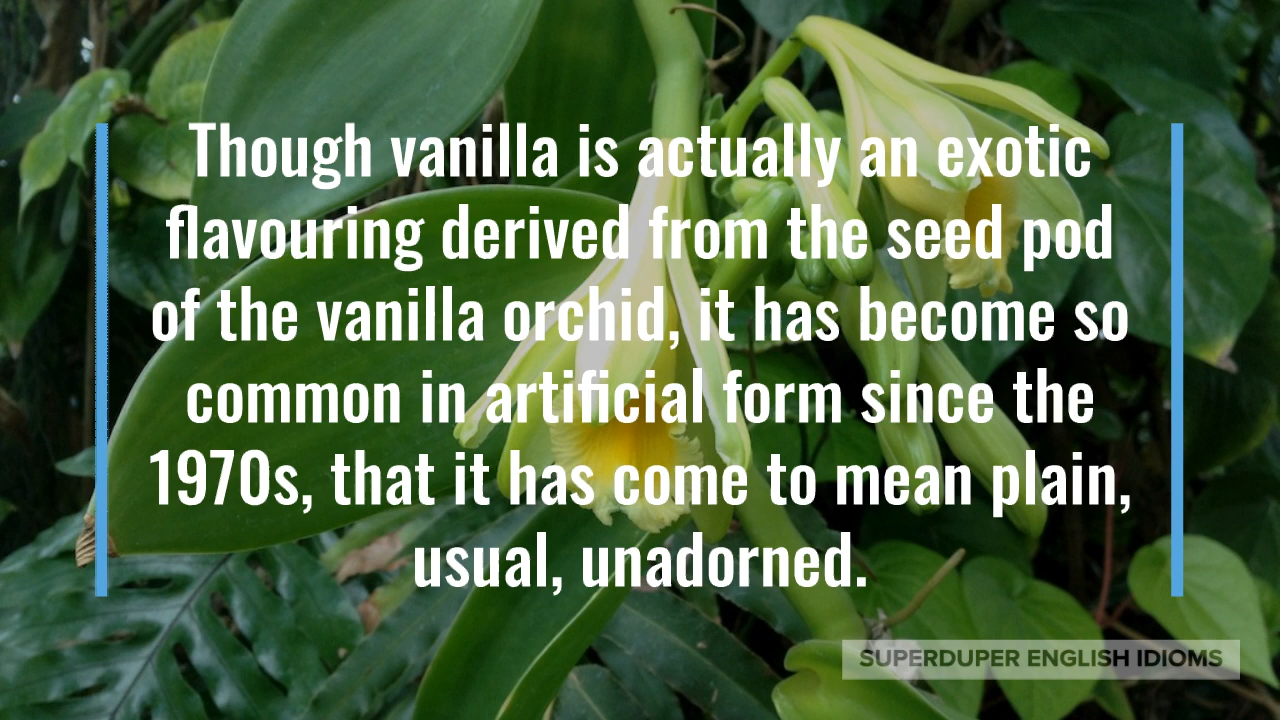 Though vanilla is actually an exotic
flavouring derived from the seed pod
of the vanilla orchid, it has become so
common in artificial form since the
1970s, that it has come to mean plain,
usual, unadorned.
SUPERDUPER ENGLISH IDIOMS